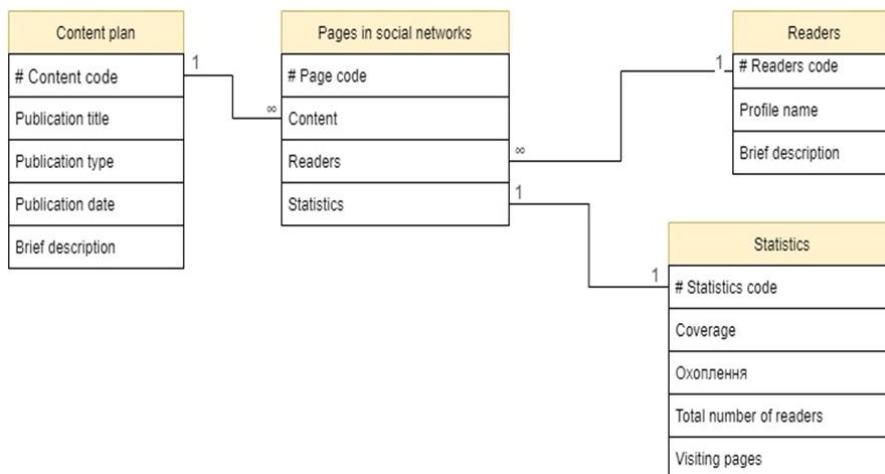 Content plan
# Content code
Publication title
Publication type
Publication date
Brief description
1
∞
Pages in social networks
# Page code
Content
Readers
Statistics
∞
1
1
Readers
# Readers code
Profile name
Brief description
1
Statistics
# Statistics code
Coverage
Охоплення
Total number of readers
Visiting pages